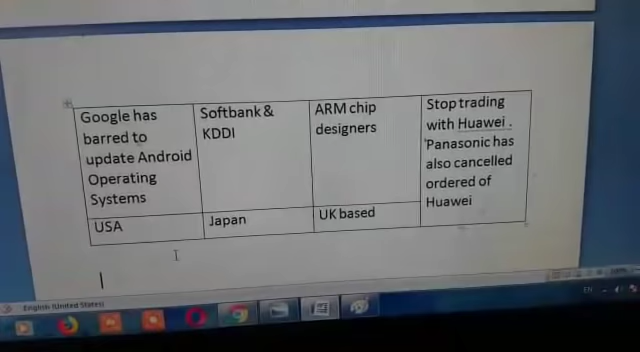 Google has
barred to
update Android
Operating
Systems
Softbank &
KDDI
ARM chip
designers
Stop trading
with Huawei .
Panasonic has
also cancelled
ordered of
Huawei
USA
Japan
UK based
English (United States)
EN